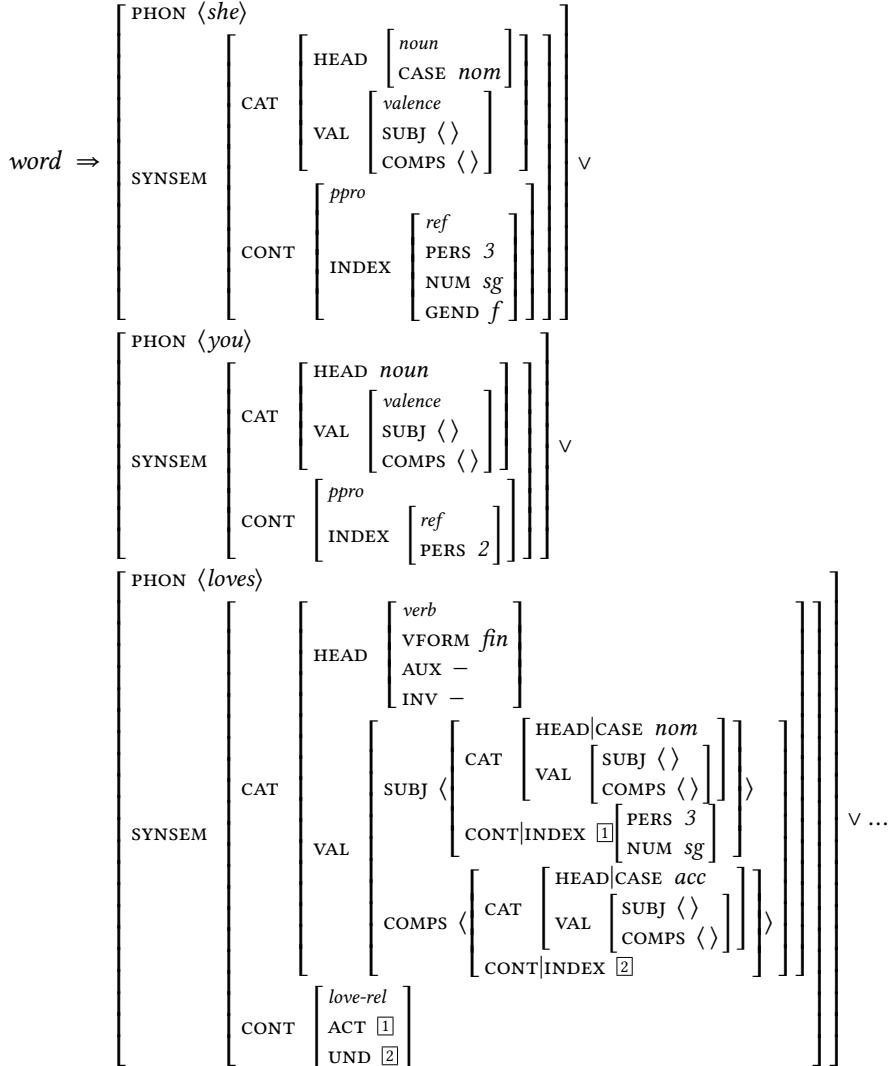 PHON ⟨she⟩
noun
HEAD
CASE nom
CAT
valence
VAL SUBJ ⟨ ⟩
COMPS ⟨ ⟩
word ⇒ SYNSEM ∨
ppro
ref
CONT PERS 3
INDEX
NUM sg
GEND f
PHON ⟨you⟩
HEAD noun
valence
CAT
VAL SUBJ ⟨ ⟩
COMPS ⟨ ⟩
SYNSEM ∨
ppro
CONT ref
INDEX
PERS 2
PHON ⟨loves⟩
verb
HEAD VFORM fin
AUX −
INV −
HEAD|CASE nom
CAT SUBJ ⟨ ⟩
VAL
COMPS ⟨ ⟩
CAT SUBJ ⟨ ⟩
PERS 3
CONT|INDEX 1
NUM sg
SYNSEM VAL ∨ ...
HEAD|CASE acc
CAT SUBJ ⟨ ⟩
VAL
COMPS ⟨ ⟩
COMPS ⟨ ⟩
CONT|INDEX 2
love-rel
CONT ACT 1
UND 2